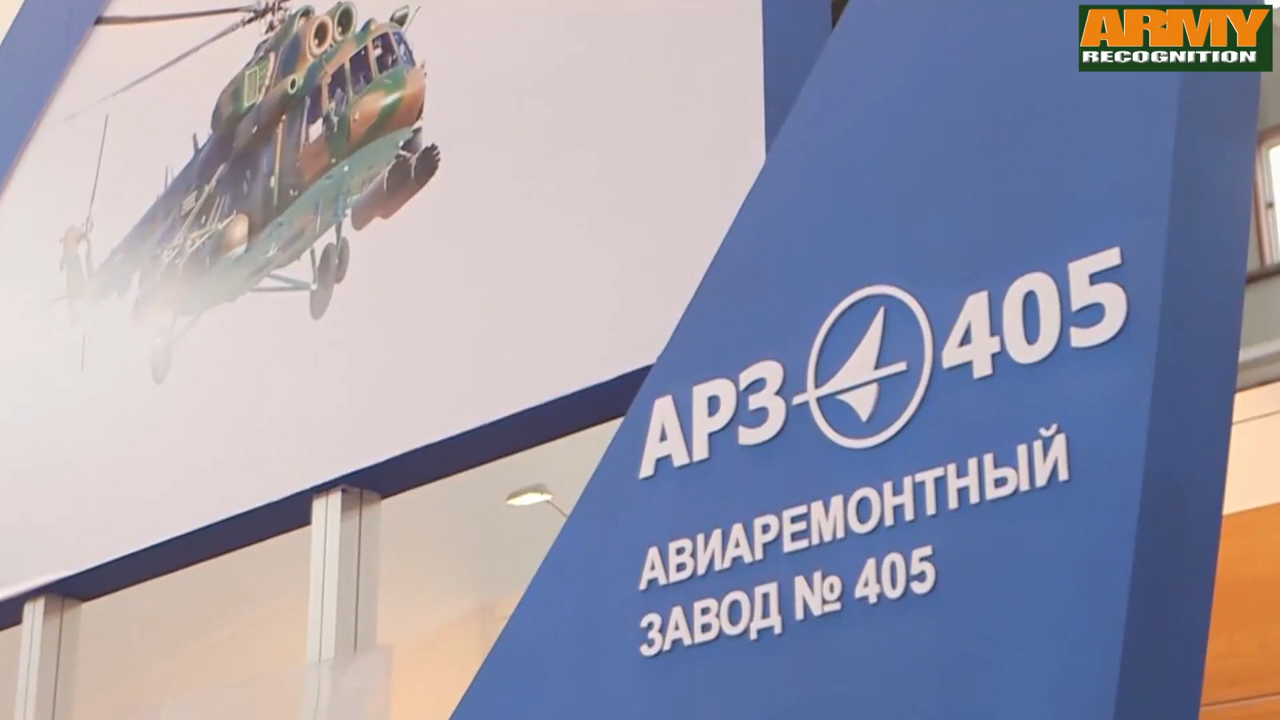 ARMY
RECOGNITION
АРЗ 405
АВИАРЕМОНТНЫЙ
ЗАВОД № 405